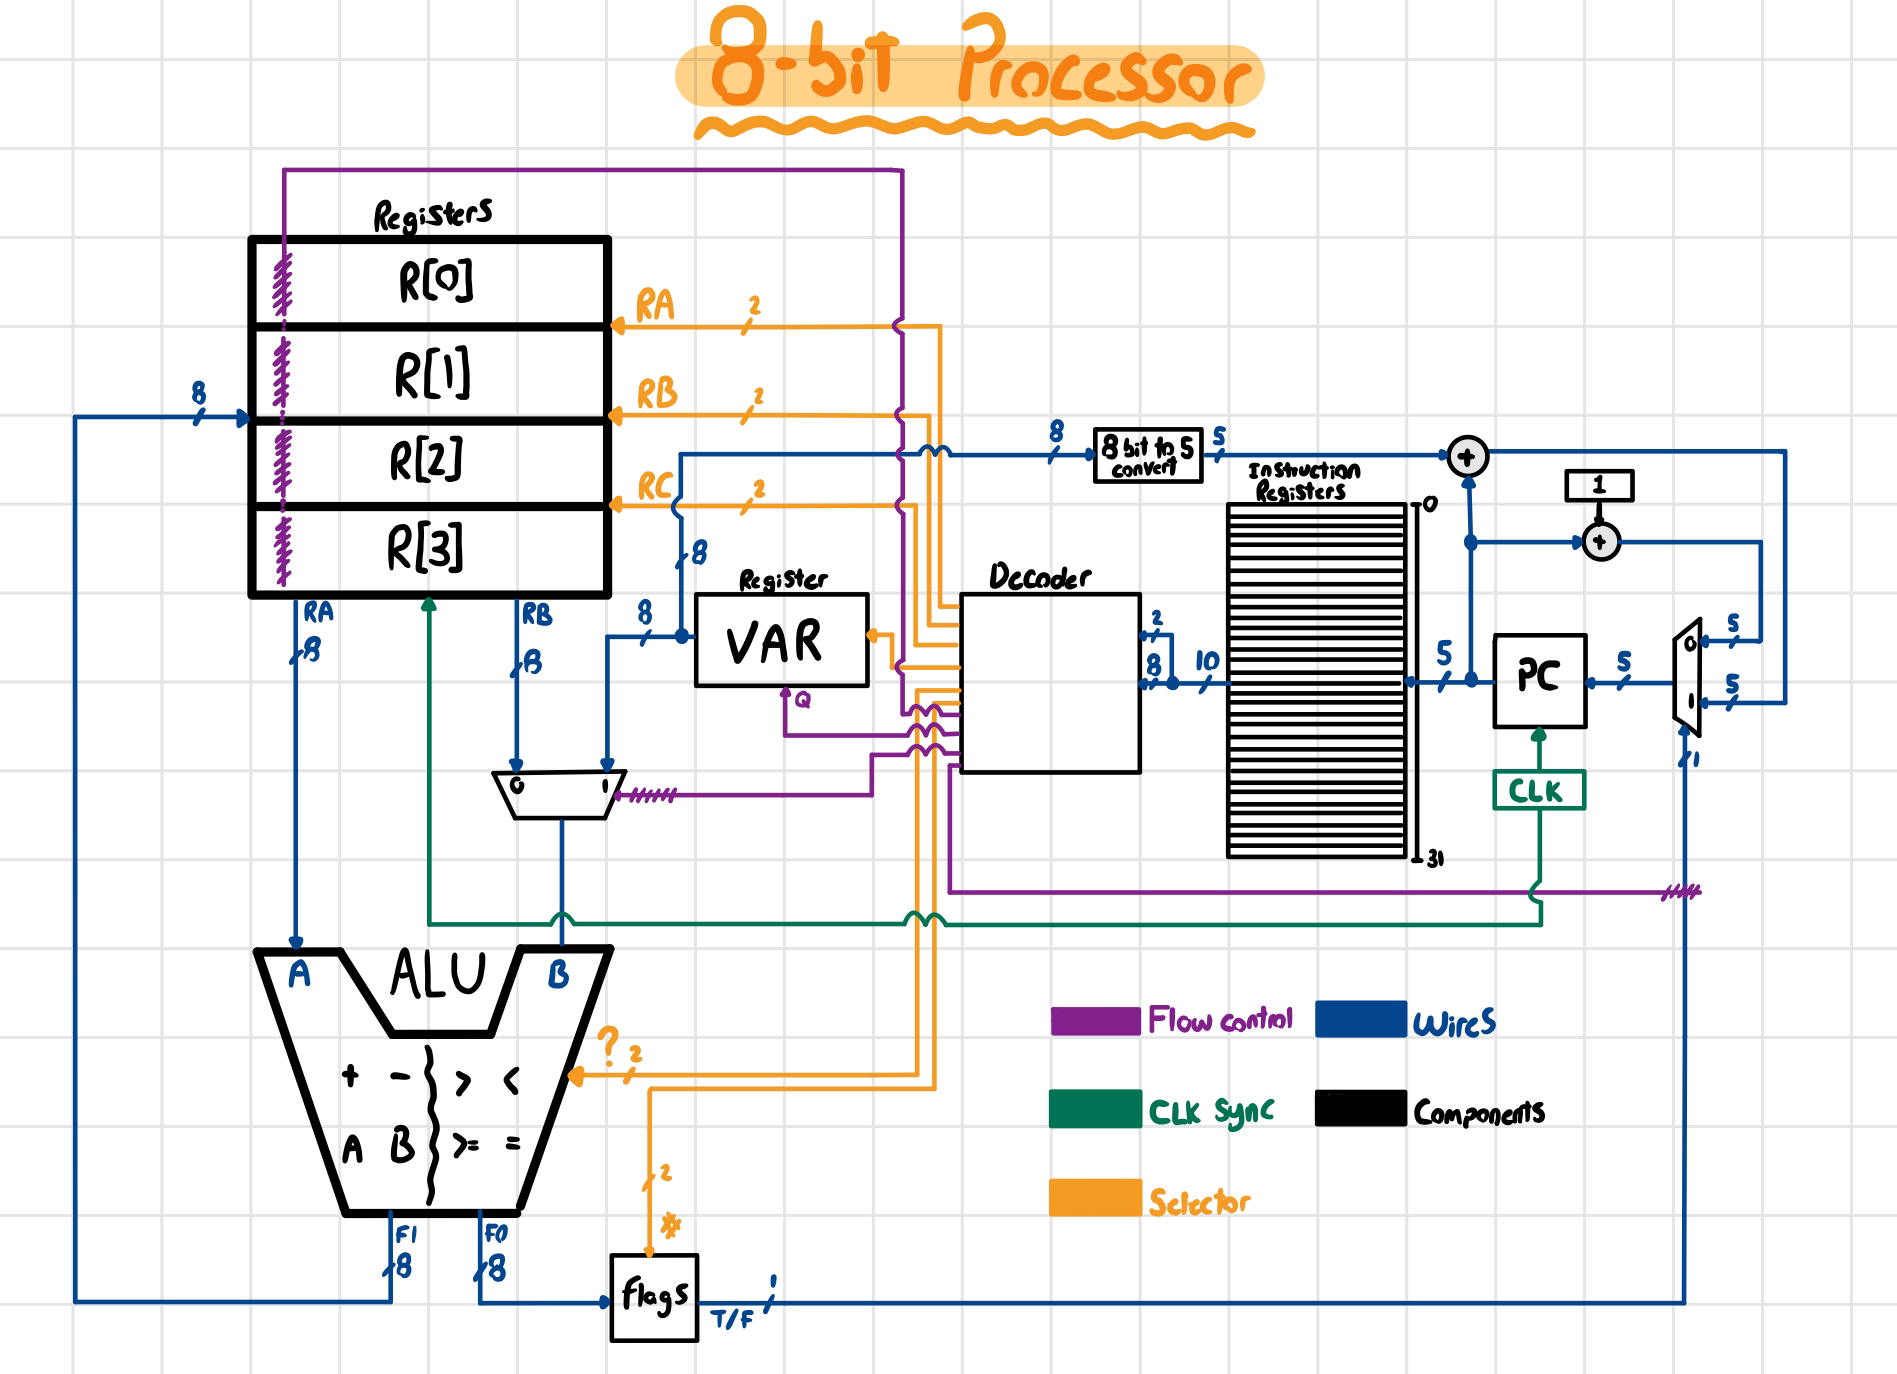 8-bit Processor
Registers
R[0]
R[1]
R[2]
R[3]
RA
2
RB
2
RC
2
8
8
8 bit to 5
convert
5
+
1
+
Instruction
Registers
0
31
8
8
Register
VAR
Q
Decoder
2
8
10
5
PC
5
0
1
5
5
1
CLK
RA
8
RB
8
0
1
ALU
A
B
+ - > <
A B >= =
? 2
2
*
F1
8
F0
8
flags
T/F
1
Flow control
Wires
CLK Sync
Components
Selector